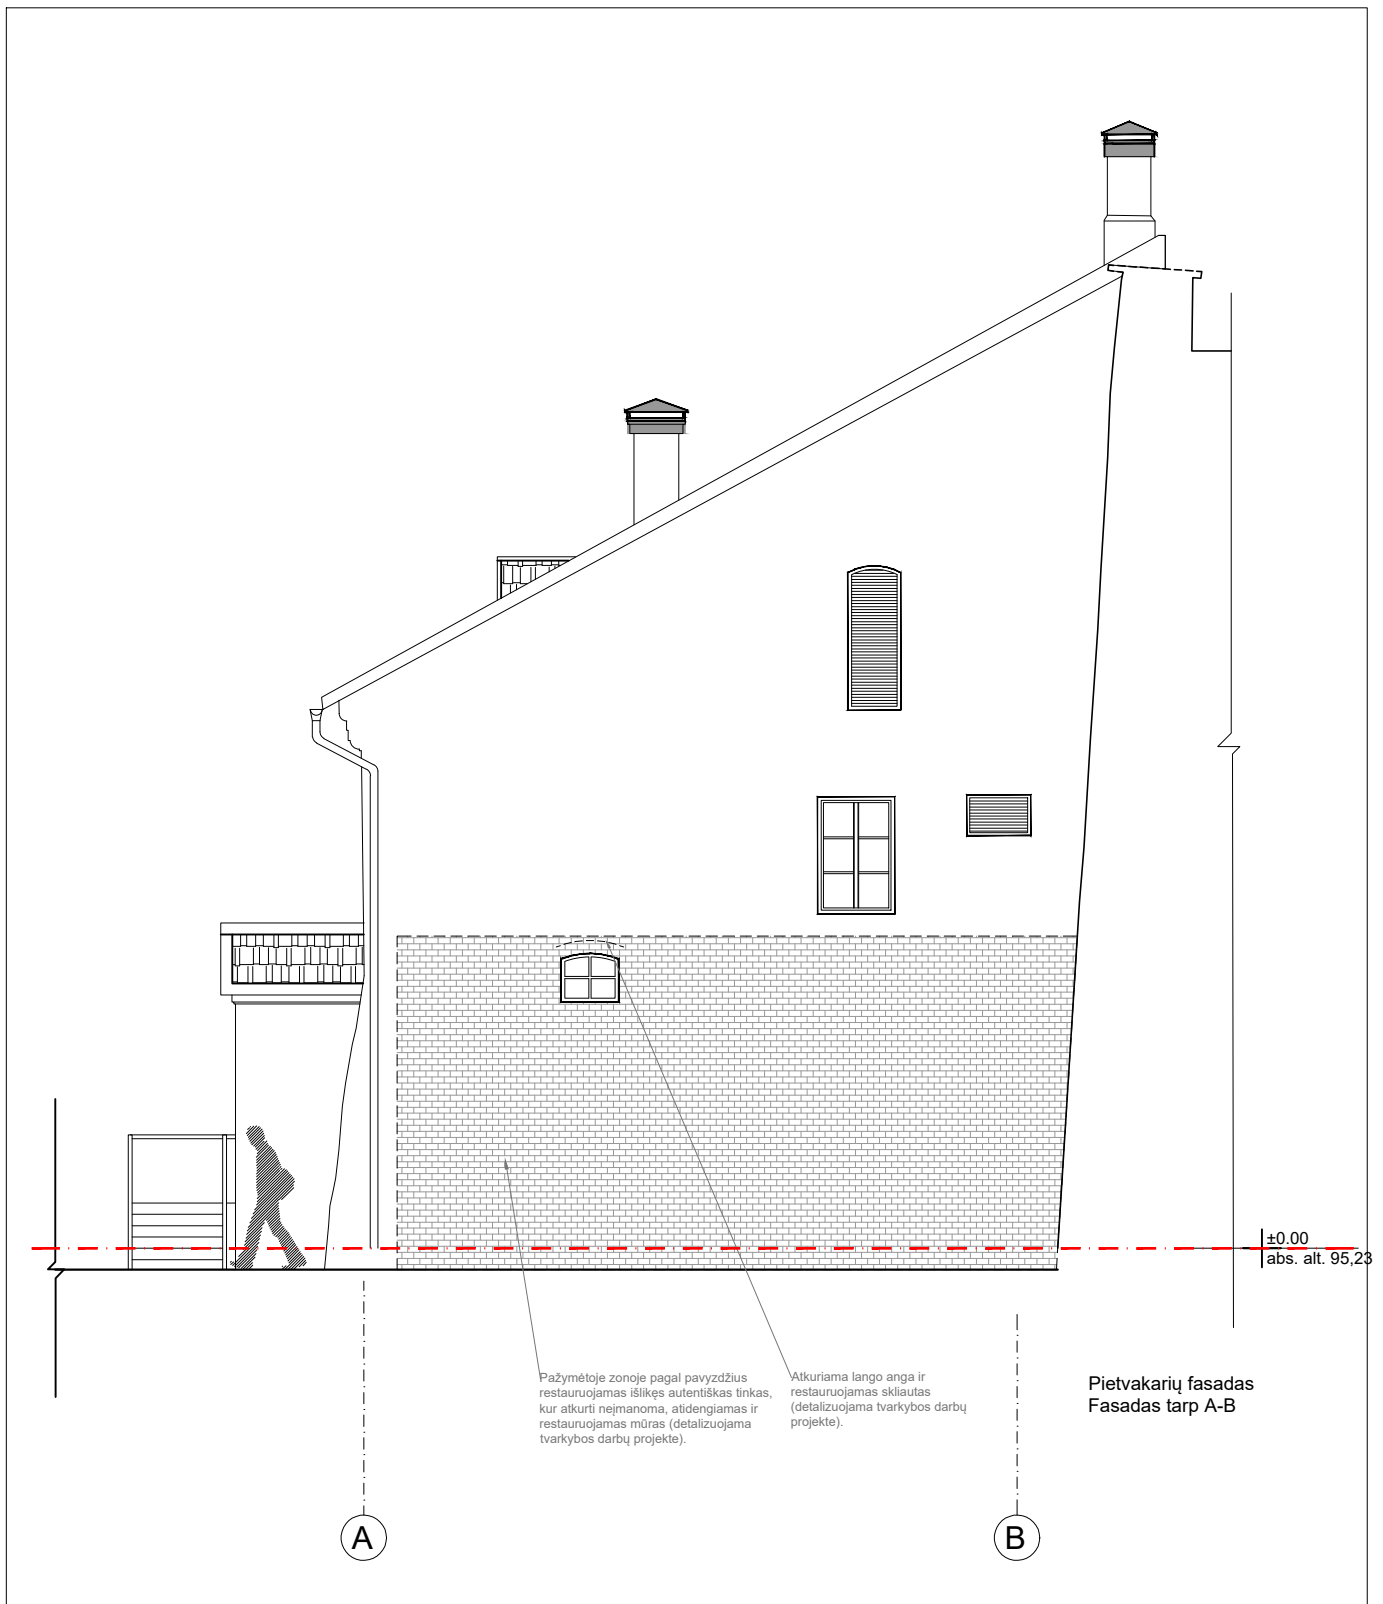 ±0.00
abs. alt. 95,23
Pažymėtoje zonoje pagal pavyzdžius
restauruojamas išlikęs autentiškas tinkas,
kur atkurti neįmanoma, atidengiamas ir
restauruojamas mūras (detalizuojama
tvarkybos darbų projekte).
Atkuriama lango anga ir
restauruojamas skliautas
(detalizuojama tvarkybos darbų
projekte).
Pietvakarių fasadas
Fasadas tarp A-B
A
B